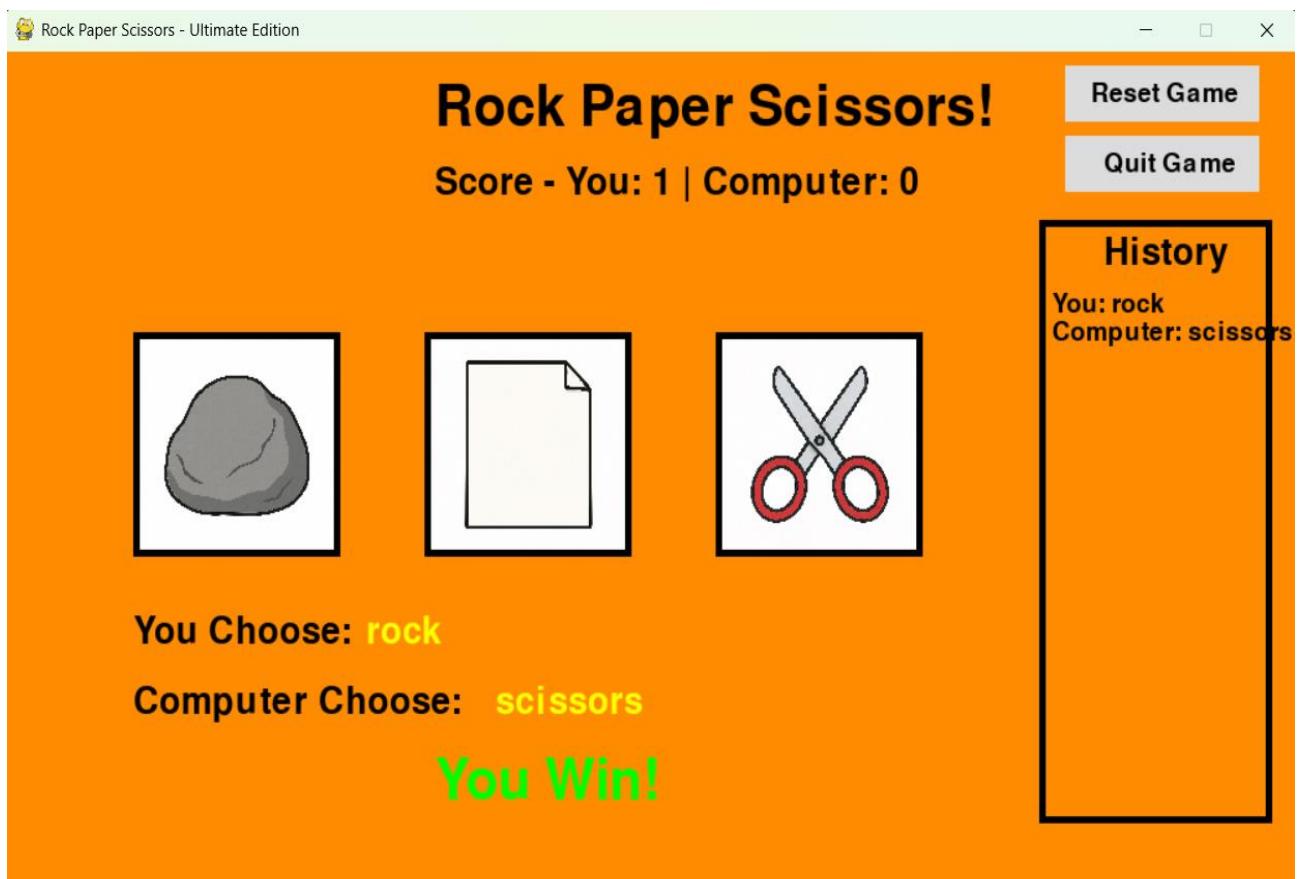 Rock Paper Scissors - Ultimate Edition
Rock Paper Scissors!
Score - You: 1 | Computer: 0
Reset Game
Quit Game
History
You: rock
Computer: scissors
You Choose: rock
Computer Choose: scissors
You Win!